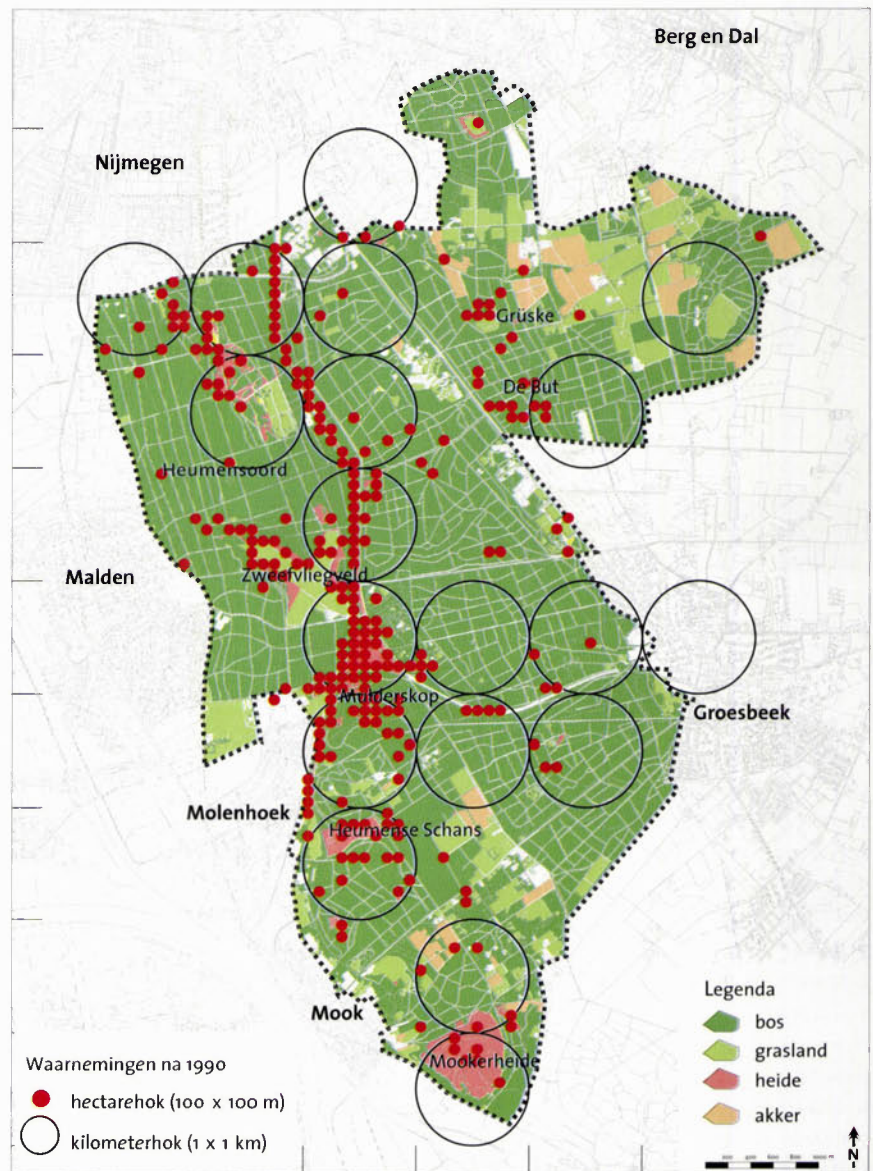 Berg en Dal
Nijmegen
Grüske
De But
Heumensoord
Malden
Zweefvliegveld
Mulderskop
Groesbeek
Molenhoek
Heumense Schans
Mook
Mookerheide
Legenda
bos
grasland
heide
akker
Waarnemingen na 1990
hectarehok (100 x 100 m)
kilometerhok (1 x 1 km)
N